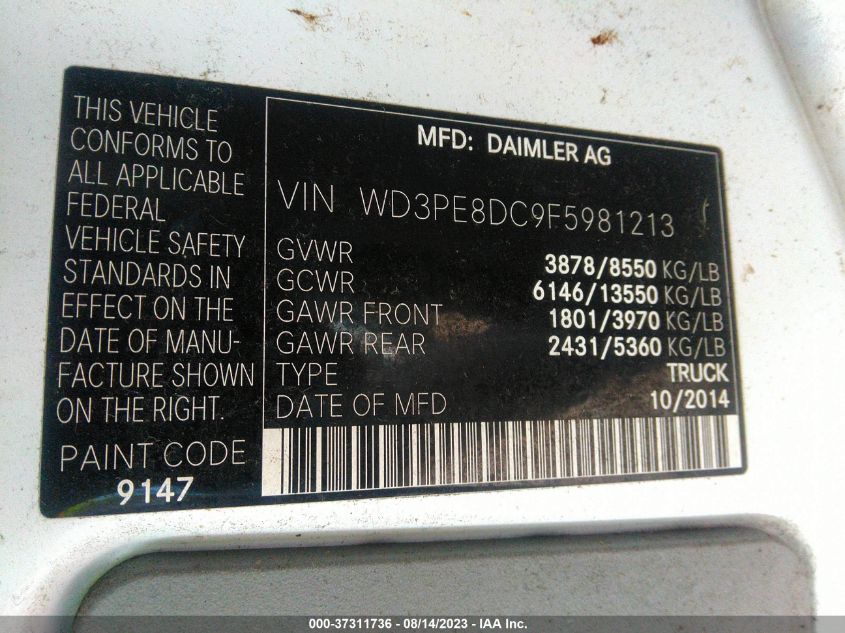 THIS VEHICLE
CONFORMS TO
ALL APPLICABLE
FEDERAL
VEHICLE SAFETY
STANDARDS IN
EFFECT ON THE
DATE OF MANU-
FACTURE SHOWN
ON THE RIGHT.
PAINT CODE
9147
MFD: DAIMLER AG
VIN WD3PE8DC9F5981213
GVWR 3878/8550 KG/LB
GCWR 6146/13550 KG/LB
GAWR FRONT 1801/3970 KG/LB
GAWR REAR 2431/5360 KG/LB
TYPE TRUCK
DATE OF MFD 10/2014
000-37311736 - 08/14/2023 - IAA Inc.